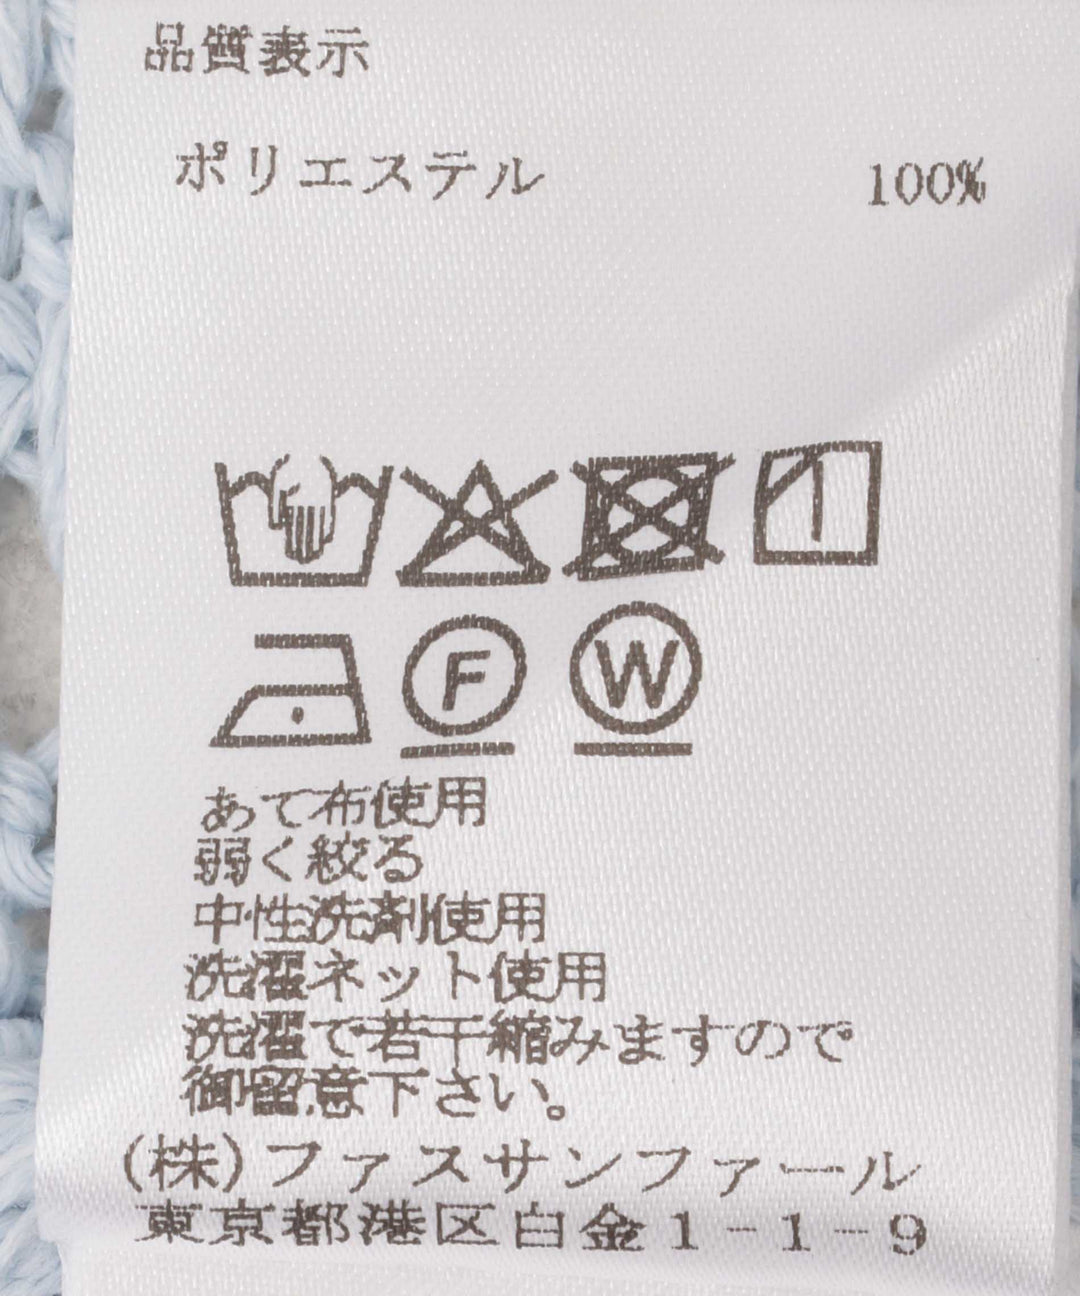 品質表示
ポリエステル 100%
F W
あて布使用
弱く絞る
中性洗剤使用
洗濯ネット使用
洗濯で若干縮みますので
御留意下さい。
(株)ファスサンファール
東京都港区白金1-1-9